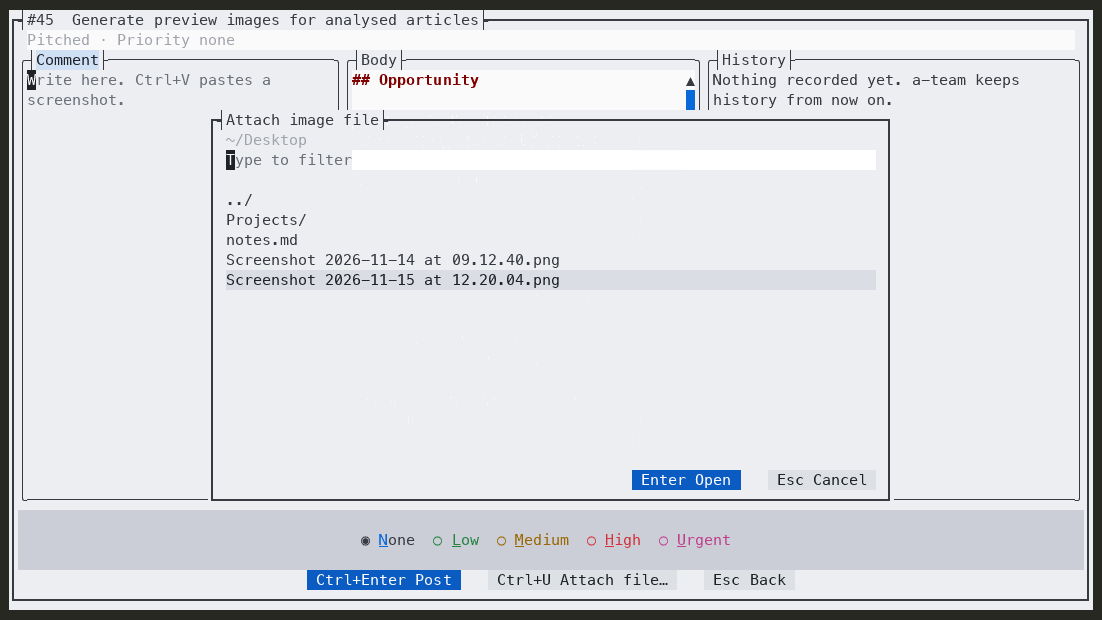 #45  Generate preview images for analysed articles
Pitched · Priority none
Comment
Write here. Ctrl+V pastes a
screenshot.
Body
## Opportunity
History
Nothing recorded yet. a—team keeps
history from now on.
Attach image file
~/Desktop
Type to filter
../
Projects/
notes.md
Screenshot 2026—11—14 at 09.12.40.png
Screenshot 2026—11—15 at 12.20.04.png
Enter Open
Esc Cancel
◉ None ○ Low ○ Medium ○ High ○ Urgent
Ctrl+Enter Post
Ctrl+U Attach file…
Esc Back